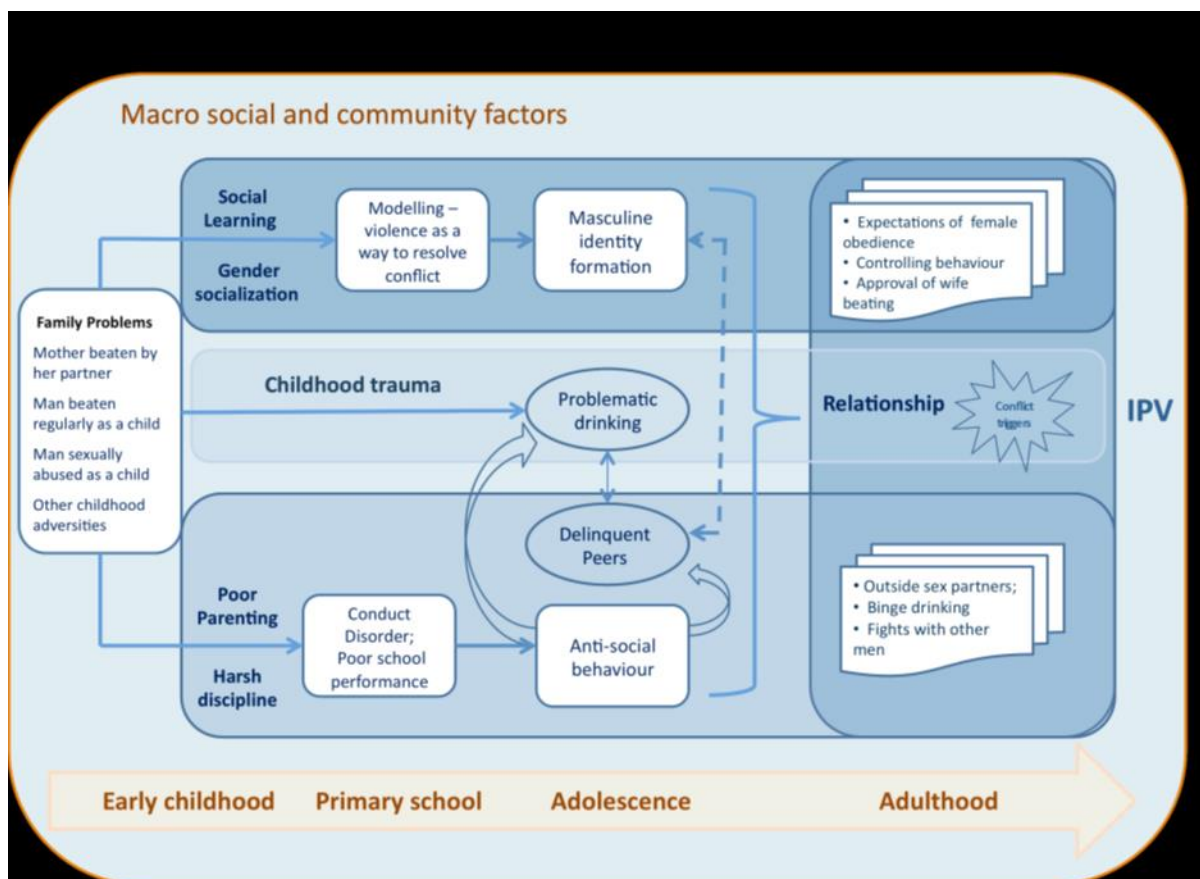 Macro social and community factors
Social
Learning
Gender
socialization
Modelling –
violence as a
way to resolve
conflict
Masculine
identity
formation
• Expectations of female
obedience
• Controlling behaviour
• Approval of wife
beating
Family Problems
Mother beaten by
her partner
Man beaten
regularly as a child
Man sexually
abused as a child
Other childhood
adversities
Childhood trauma
Problematic
drinking
Relationship
Conflict
triggers
IPV
Delinquent
Peers
Poor
Parenting
Harsh
discipline
Conduct
Disorder;
Poor school
performance
Anti-social
behaviour
• Outside sex partners;
• Binge drinking
• Fights with other
men
Early childhood
Primary school
Adolescence
Adulthood